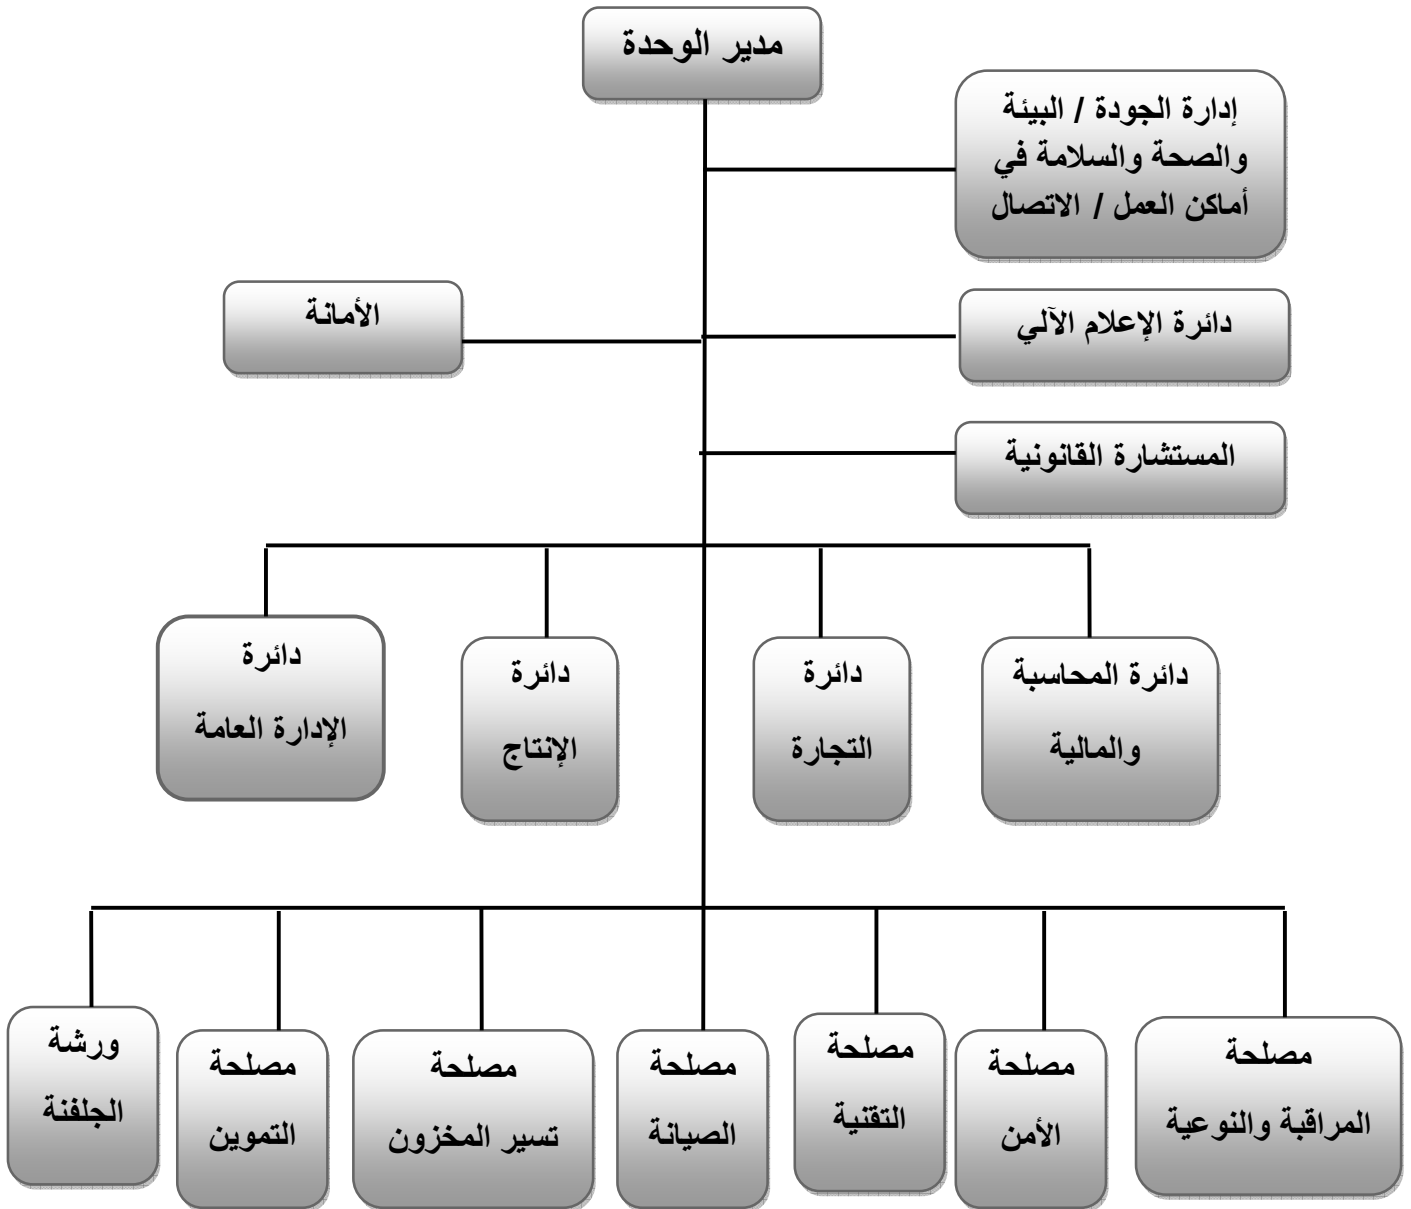 مدير الوحدة
إدارة الجودة / البيئة
والصحة والسلامة في
أماكن العمل / الاتصال
الأمانة
دائرة الإعلام الآلي
المستشارة القانونية
دائرة المحاسبة
والمالية
دائرة
التجارة
دائرة
الإنتاج
دائرة
الإدارة العامة
مصلحة
المراقبة والنوعية
مصلحة
الأمن
مصلحة
التقنية
مصلحة
الصيانة
مصلحة
تسير المخزون
مصلحة
التموين
ورشة
الجلفنة